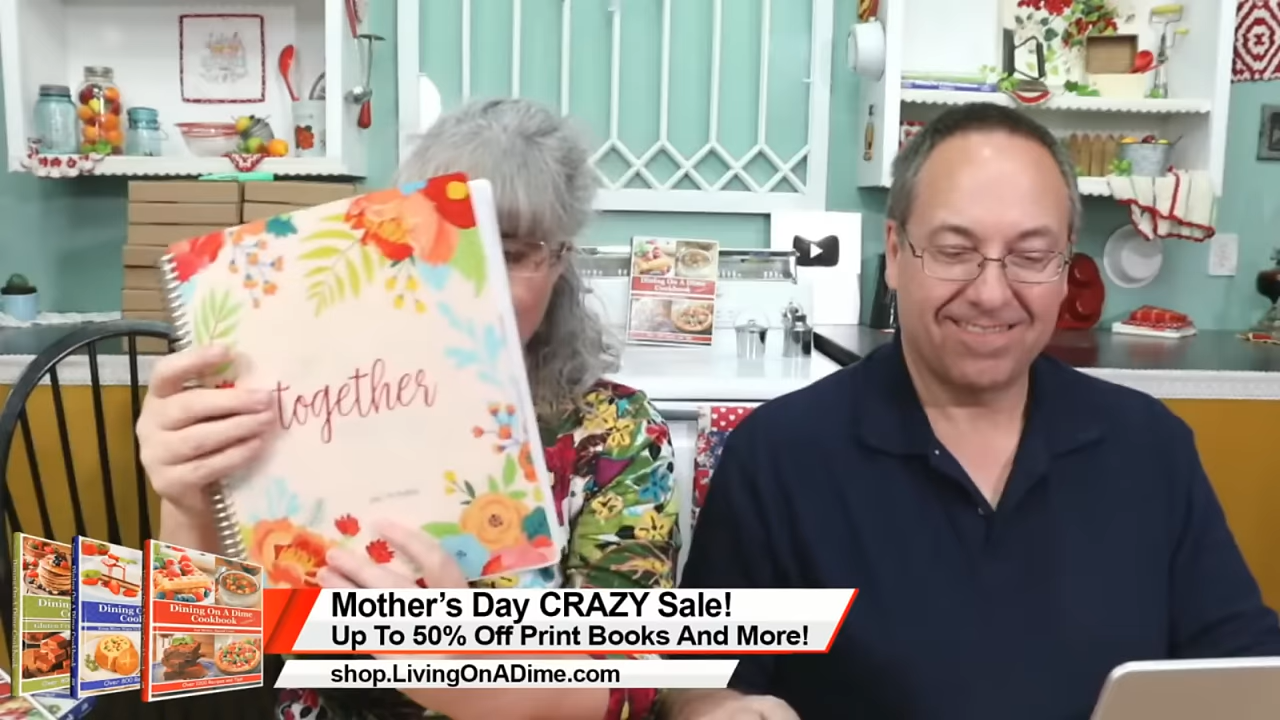 Dining On A Dime
Cookbook
together
Dining On A Dime
Cookbook
Mother's Day CRAZY Sale!
Up To 50% Off Print Books And More!
shop.LivingOnADime.com